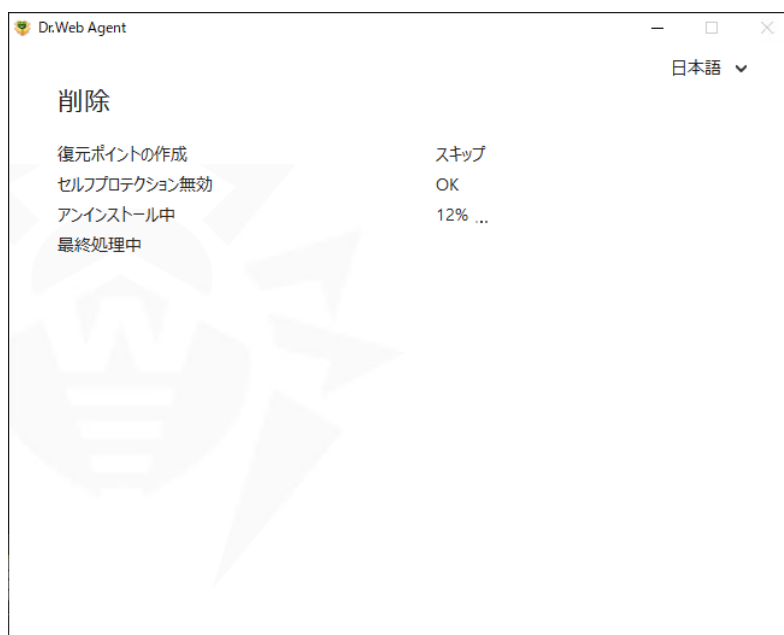 Dr.Web Agent
日本語
削除
復元ポイントの作成 スキップ
セルフプロテクション無効 OK
アンインストール中 12% ...
最終処理中